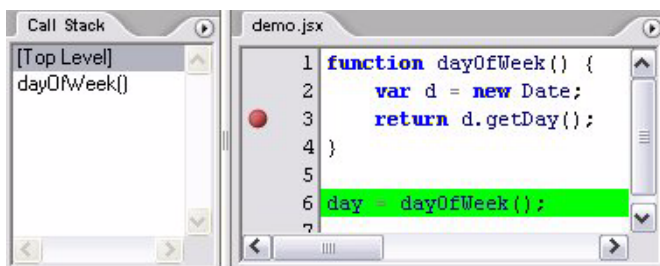 Call Stack
[Top Level]
dayOfWeek()
demo.jsx
1 function dayOfWeek() {
2 var d = new Date;
3 return d.getDay();
4 }
5
6 day = dayOfWeek();
7